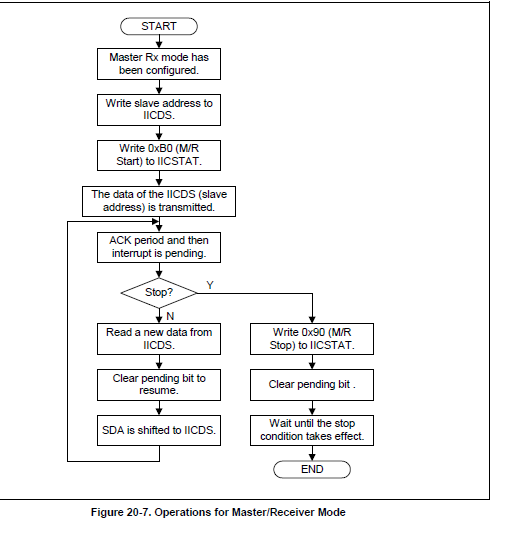 START
Master Rx mode has
been configured.
Write slave address to
IICDS.
Write 0xB0 (M/R
Start) to IICSTAT.
The data of the IICDS (slave
address) is transmitted.
ACK period and then
interrupt is pending.
Stop?
Y
N
Read a new data from
IICDS.
Clear pending bit to
resume.
SDA is shifted to IICDS.
Write 0x90 (M/R
Stop) to IICSTAT.
Clear pending bit .
Wait until the stop
condition takes effect.
END
Figure 20-7. Operations for Master/Receiver Mode